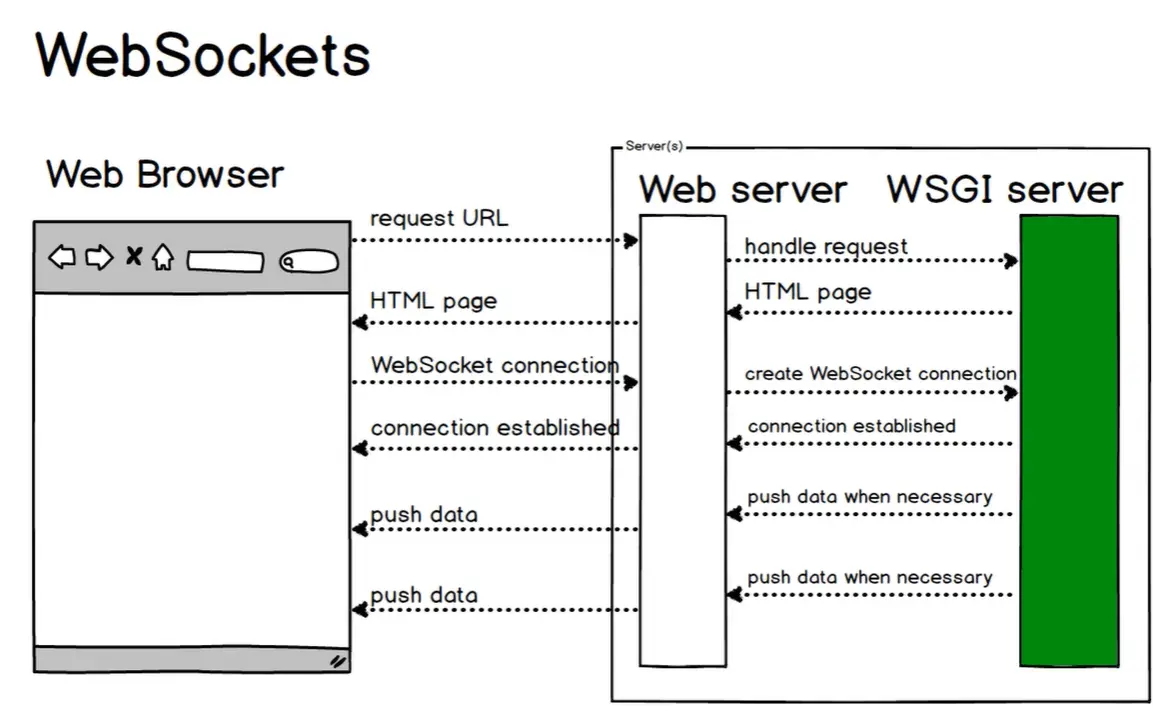 WebSockets
Web Browser
Server(s)
Web server
WSGI server
request URL
handle request
HTML page
HTML page
WebSocket connection
create WebSocket connection
connection established
connection established
push data when necessary
push data
push data when necessary
push data